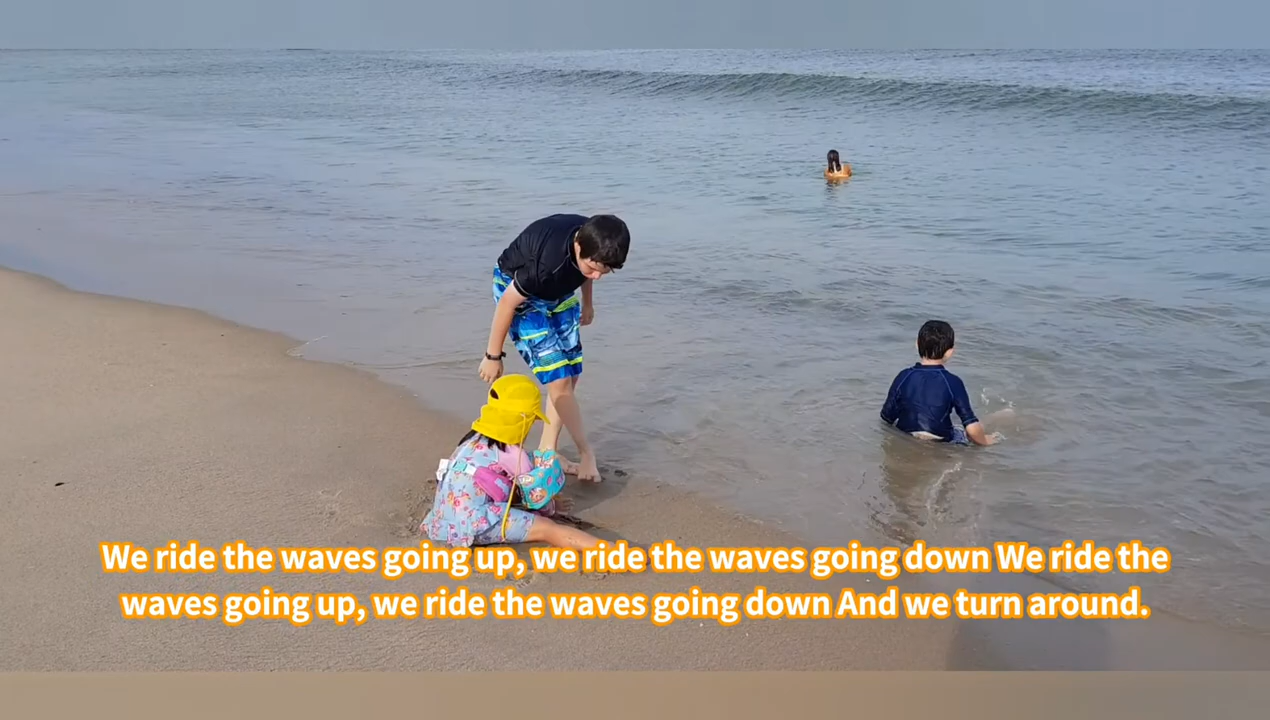 We ride the waves going up, we ride the waves going down We ride the
waves going up, we ride the waves going down And we turn around.